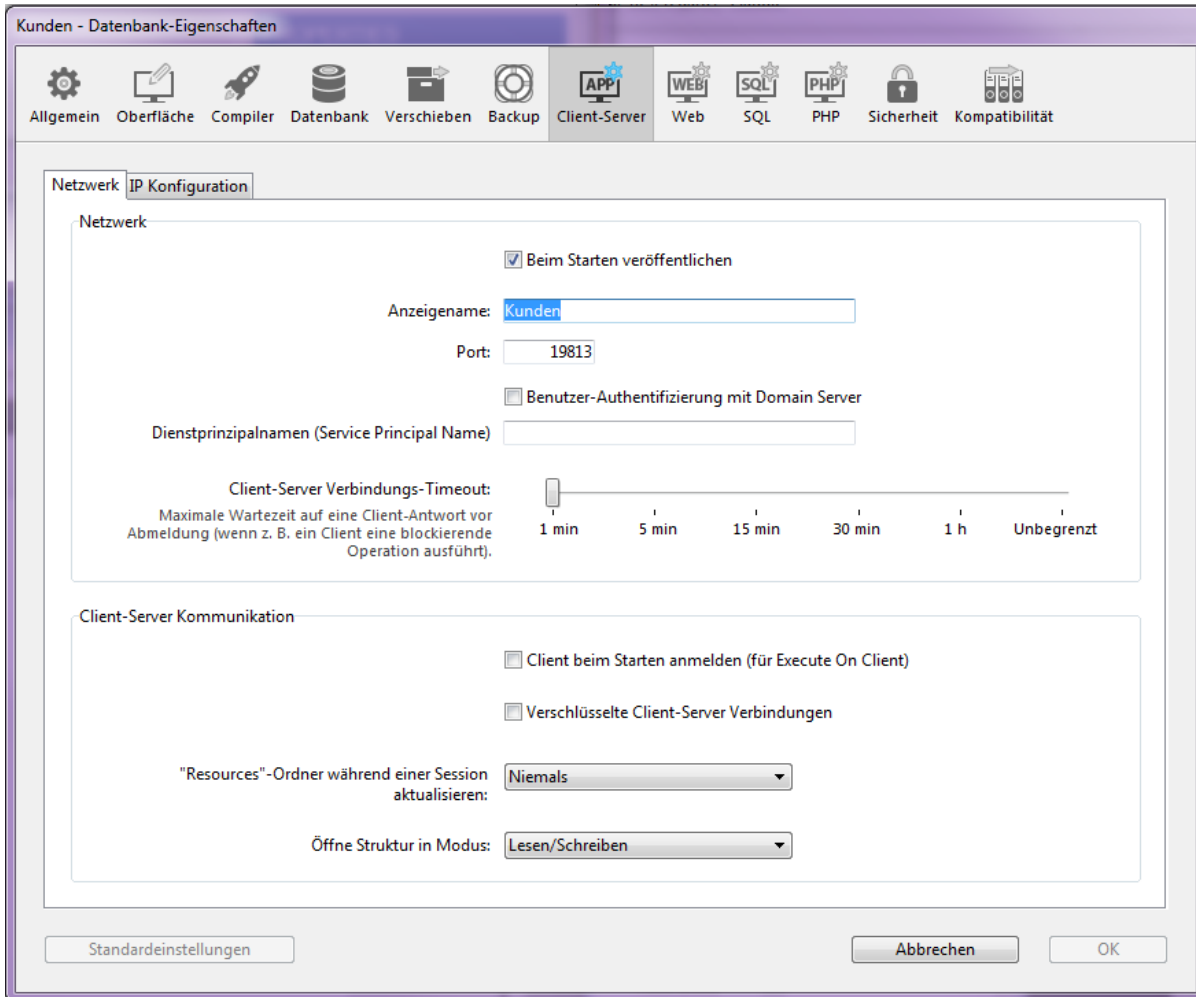 Kunden - Datenbank-Eigenschaften
APP WEB SQL PHP
Allgemein Oberfläche Compiler Datenbank Verschieben Backup Client-Server Web SQL PHP Sicherheit Kompatibilität
Netzwerk IP Konfiguration
Netzwerk
Beim Starten veröffentlichen
Anzeigename: Kunden
Port: 19813
Benutzer-Authentifizierung mit Domain Server
Dienstprinzipalnamen (Service Principal Name)
Client-Server Verbindungs-Timeout:
Maximale Wartezeit auf eine Client-Antwort vor
Abmeldung (wenn z. B. ein Client eine blockierende
Operation ausführt).
1 min 5 min 15 min 30 min 1 h Unbegrenzt
Client-Server Kommunikation
Client beim Starten anmelden (für Execute On Client)
Verschlüsselte Client-Server Verbindungen
"Resources"-Ordner während einer Session
aktualisieren:
Niemals
Öffne Struktur in Modus: Lesen/Schreiben
Standardeinstellungen Abbrechen OK